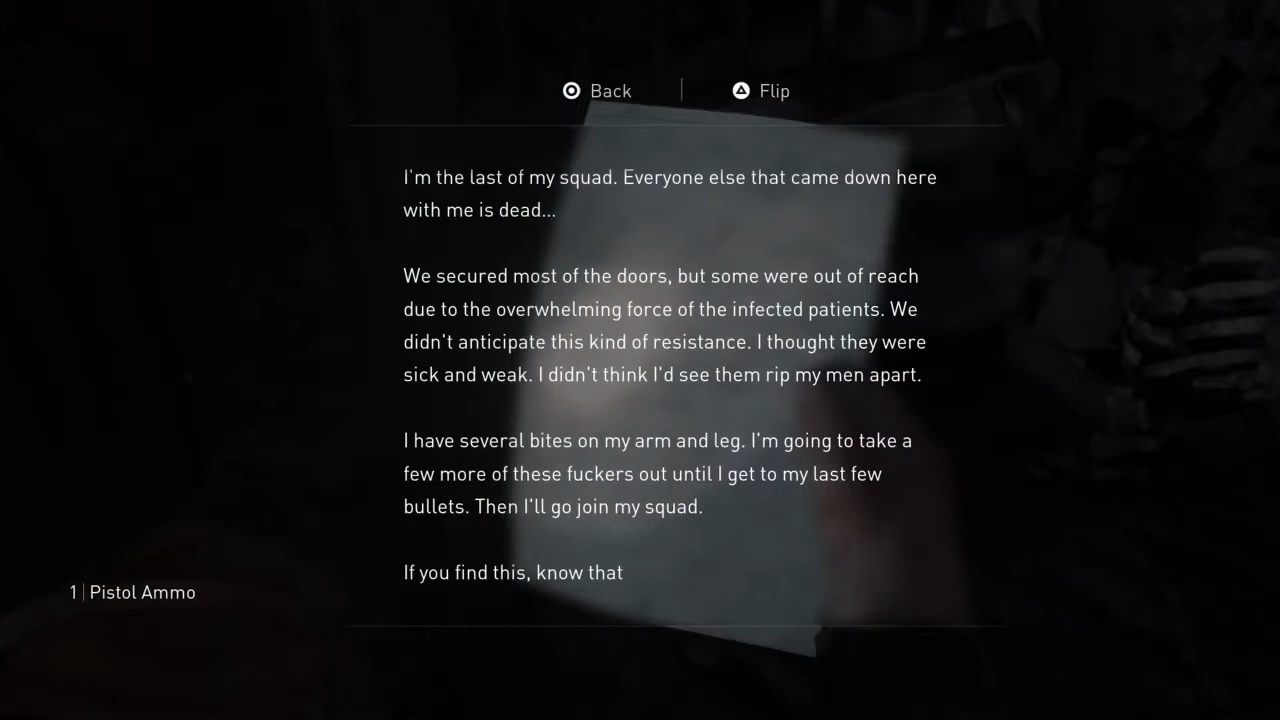 Back | Flip
I'm the last of my squad. Everyone else that came down here
with me is dead...
We secured most of the doors, but some were out of reach
due to the overwhelming force of the infected patients. We
didn't anticipate this kind of resistance. I thought they were
sick and weak. I didn't think I'd see them rip my men apart.
I have several bites on my arm and leg. I'm going to take a
few more of these fuckers out until I get to my last few
bullets. Then I'll go join my squad.
If you find this, know that
1 | Pistol Ammo